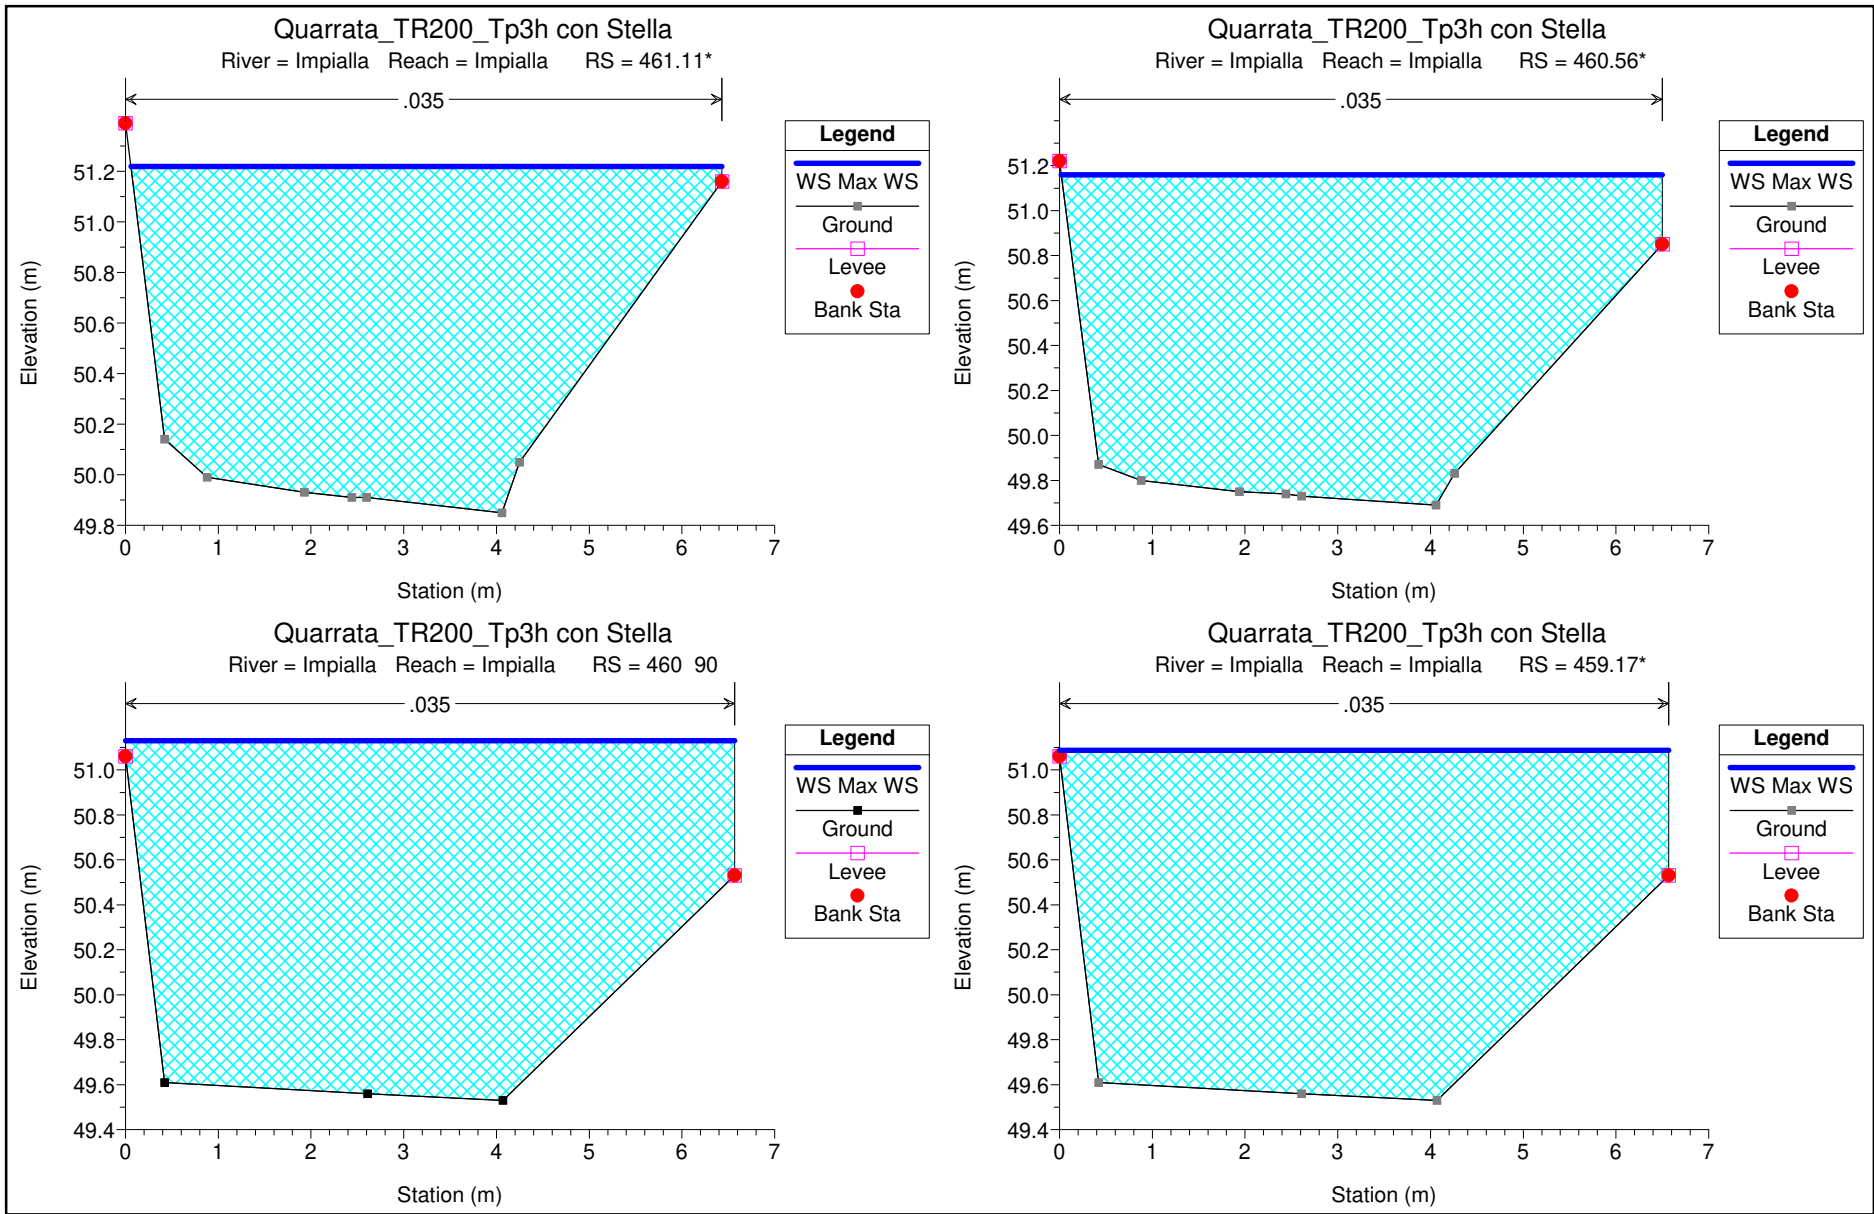 Quarrata_TR200_Tp3h con Stella
River = Impialla Reach = Impialla RS = 461.11*
.035
Legend
WS Max WS
Ground
Levee
Bank Sta
51.2
51.0
50.8
50.6
50.4
50.2
50.0
49.8
Elevation (m)
0 1 2 3 4 5 6 7
Station (m)
Quarrata_TR200_Tp3h con Stella
River = Impialla Reach = Impialla RS = 460.56*
.035
Legend
WS Max WS
Ground
Levee
Bank Sta
51.2
51.0
50.8
50.6
50.4
50.2
50.0
49.8
49.6
Elevation (m)
0 1 2 3 4 5 6 7
Station (m)
Quarrata_TR200_Tp3h con Stella
River = Impialla Reach = Impialla RS = 460 90
.035
Legend
WS Max WS
Ground
Levee
Bank Sta
51.0
50.8
50.6
50.4
50.2
50.0
49.8
49.6
49.4
Elevation (m)
0 1 2 3 4 5 6 7
Station (m)
Quarrata_TR200_Tp3h con Stella
River = Impialla Reach = Impialla RS = 459.17*
.035
Legend
WS Max WS
Ground
Levee
Bank Sta
51.0
50.8
50.6
50.4
50.2
50.0
49.8
49.6
49.4
Elevation (m)
0 1 2 3 4 5 6 7
Station (m)